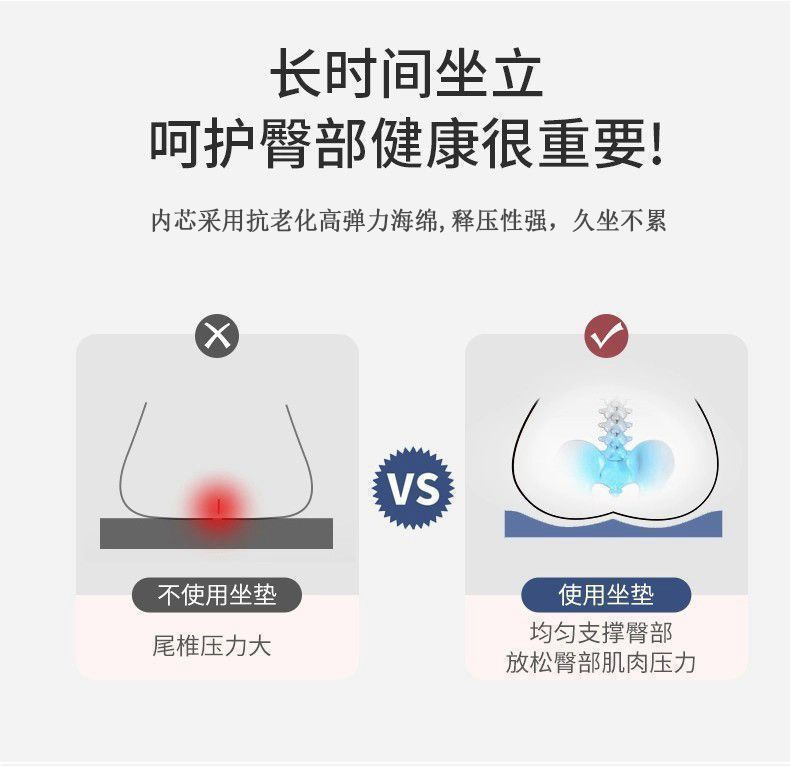 长时间坐立
呵护臀部健康很重要!
内芯采用抗老化高弹力海绵,释压性强，久坐不累
VS
不使用坐垫
尾椎压力大
使用坐垫
均匀支撑臀部
放松臀部肌肉压力